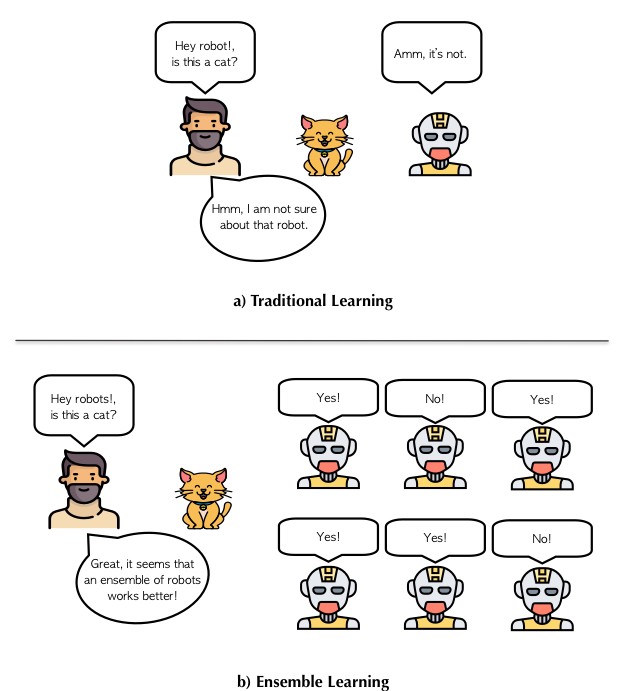 Hey robot!,
is this a cat?
Amm, it's not.
Hmm, I am not sure
about that robot.
a) Traditional Learning
Hey robots!,
is this a cat?
Yes!
No!
Yes!
Yes!
Yes!
No!
Great, it seems that
an ensemble of robots
works better!
b) Ensemble Learning